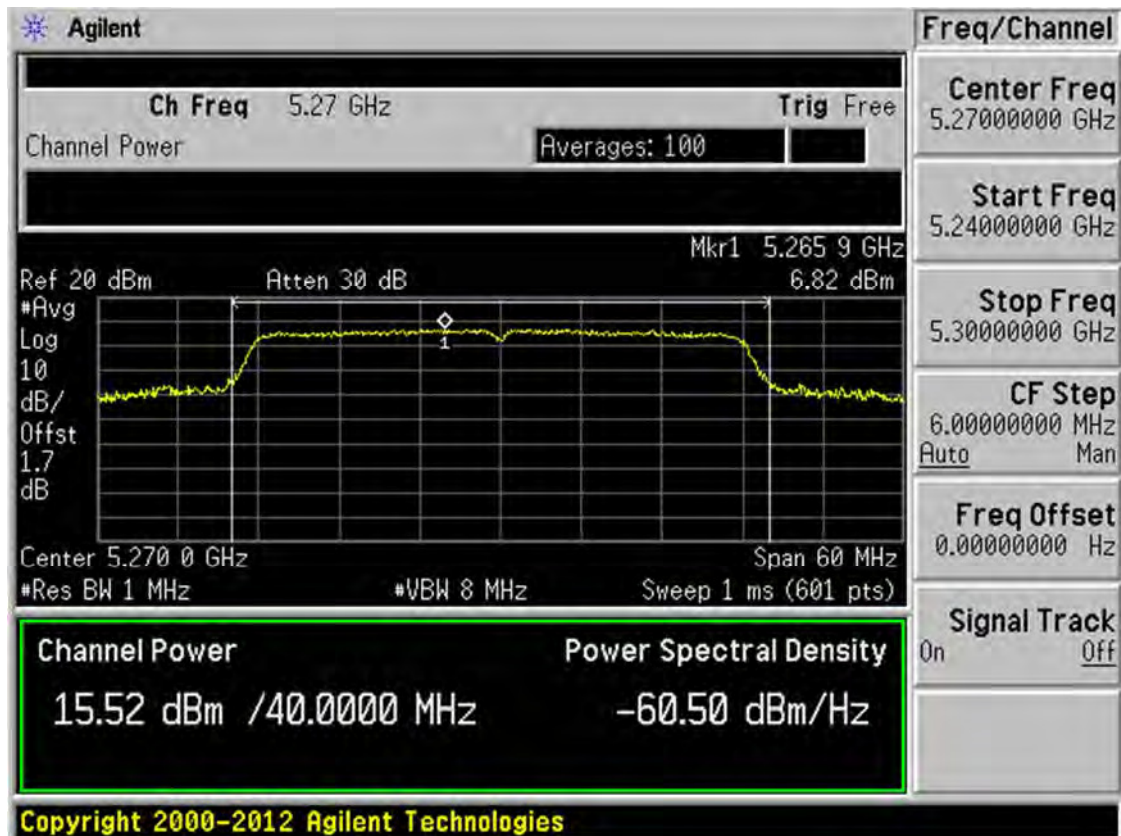 Agilent
Freq/Channel
Ch Freq 5.27 GHz Trig Free
Channel Power Averages: 100
Center Freq
5.27000000 GHz
Start Freq
5.24000000 GHz
Stop Freq
5.30000000 GHz
CF Step
6.00000000 MHz
Auto Man
Freq Offset
0.00000000 Hz
Signal Track
On Off
Mkr1 5.265 9 GHz
Ref 20 dBm Atten 30 dB 6.82 dBm
#Avg
Log
10
dB/
Offst
1.7
dB
1
Center 5.270 0 GHz Span 60 MHz
#Res BW 1 MHz #VBW 8 MHz Sweep 1 ms (601 pts)
Channel Power Power Spectral Density
15.52 dBm /40.0000 MHz -60.50 dBm/Hz
Copyright 2000-2012 Agilent Technologies